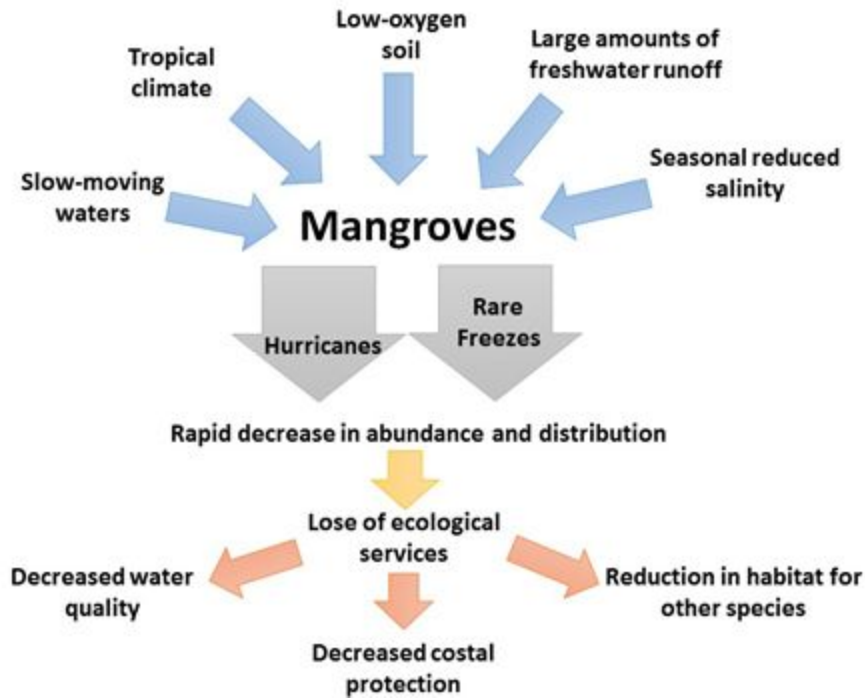 Low-oxygen
soil
Tropical
climate
Large amounts of
freshwater runoff
Slow-moving
waters
Seasonal reduced
salinity
Mangroves
Hurricanes
Rare
Freezes
Rapid decrease in abundance and distribution
Lose of ecological
services
Decreased water
quality
Reduction in habitat for
other species
Decreased costal
protection